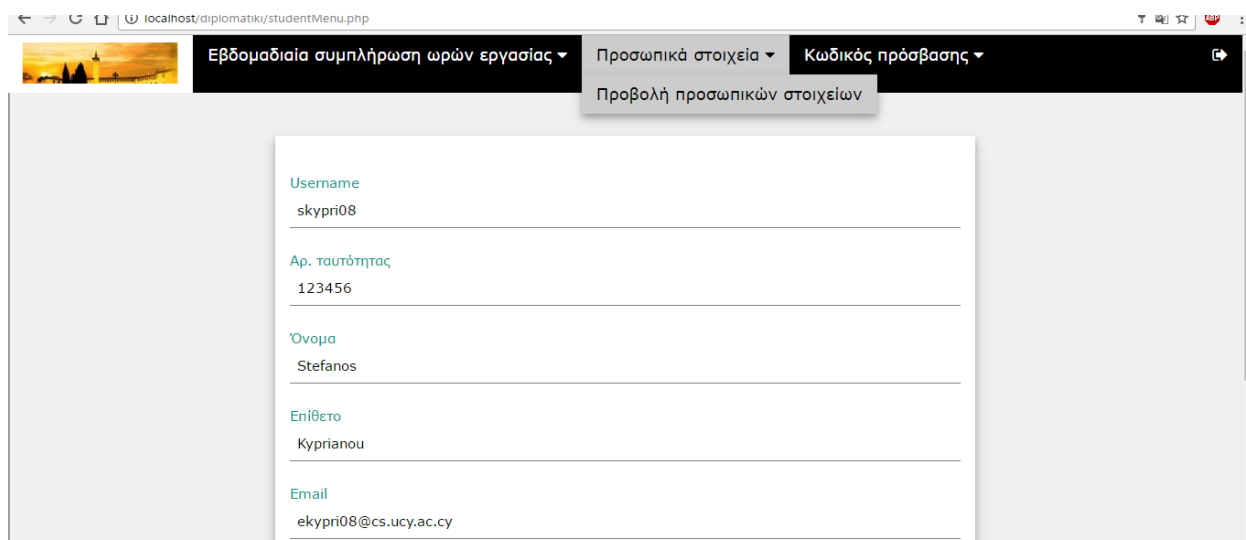 localhost/diplomatiki/studentMenu.php
ABP
Εβδομαδιαία συμπλήρωση ωρών εργασίας Προσωπικά στοιχεία Κωδικός πρόσβασης
Προβολή προσωπικών στοιχείων
Username
skypri08
Αρ. ταυτότητας
123456
Όνομα
Stefanos
Επίθετο
Kyprianou
Email
ekypri08@cs.ucy.ac.cy